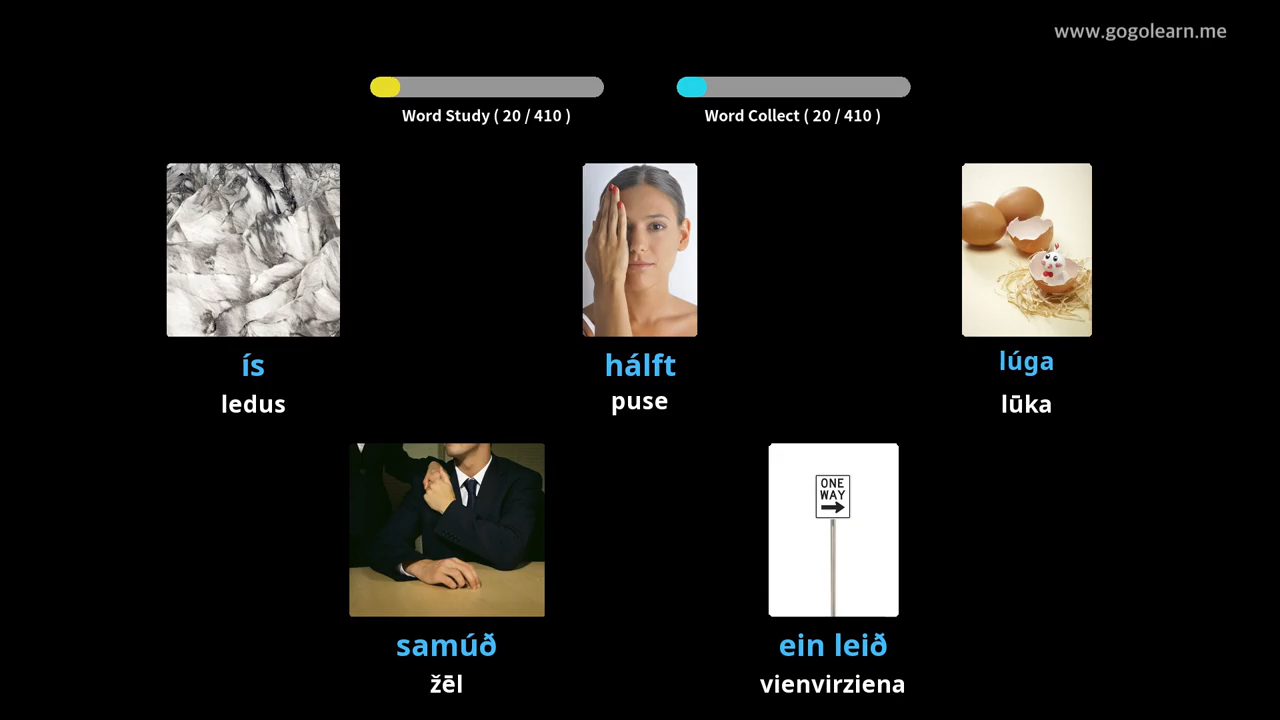 www.gogolearn.me
Word Study ( 20 / 410 )
Word Collect ( 20 / 410 )
ís
ledus
hálft
puse
lúga
lūka
ONE
WAY
samúð
žēl
ein leið
vienvirziena